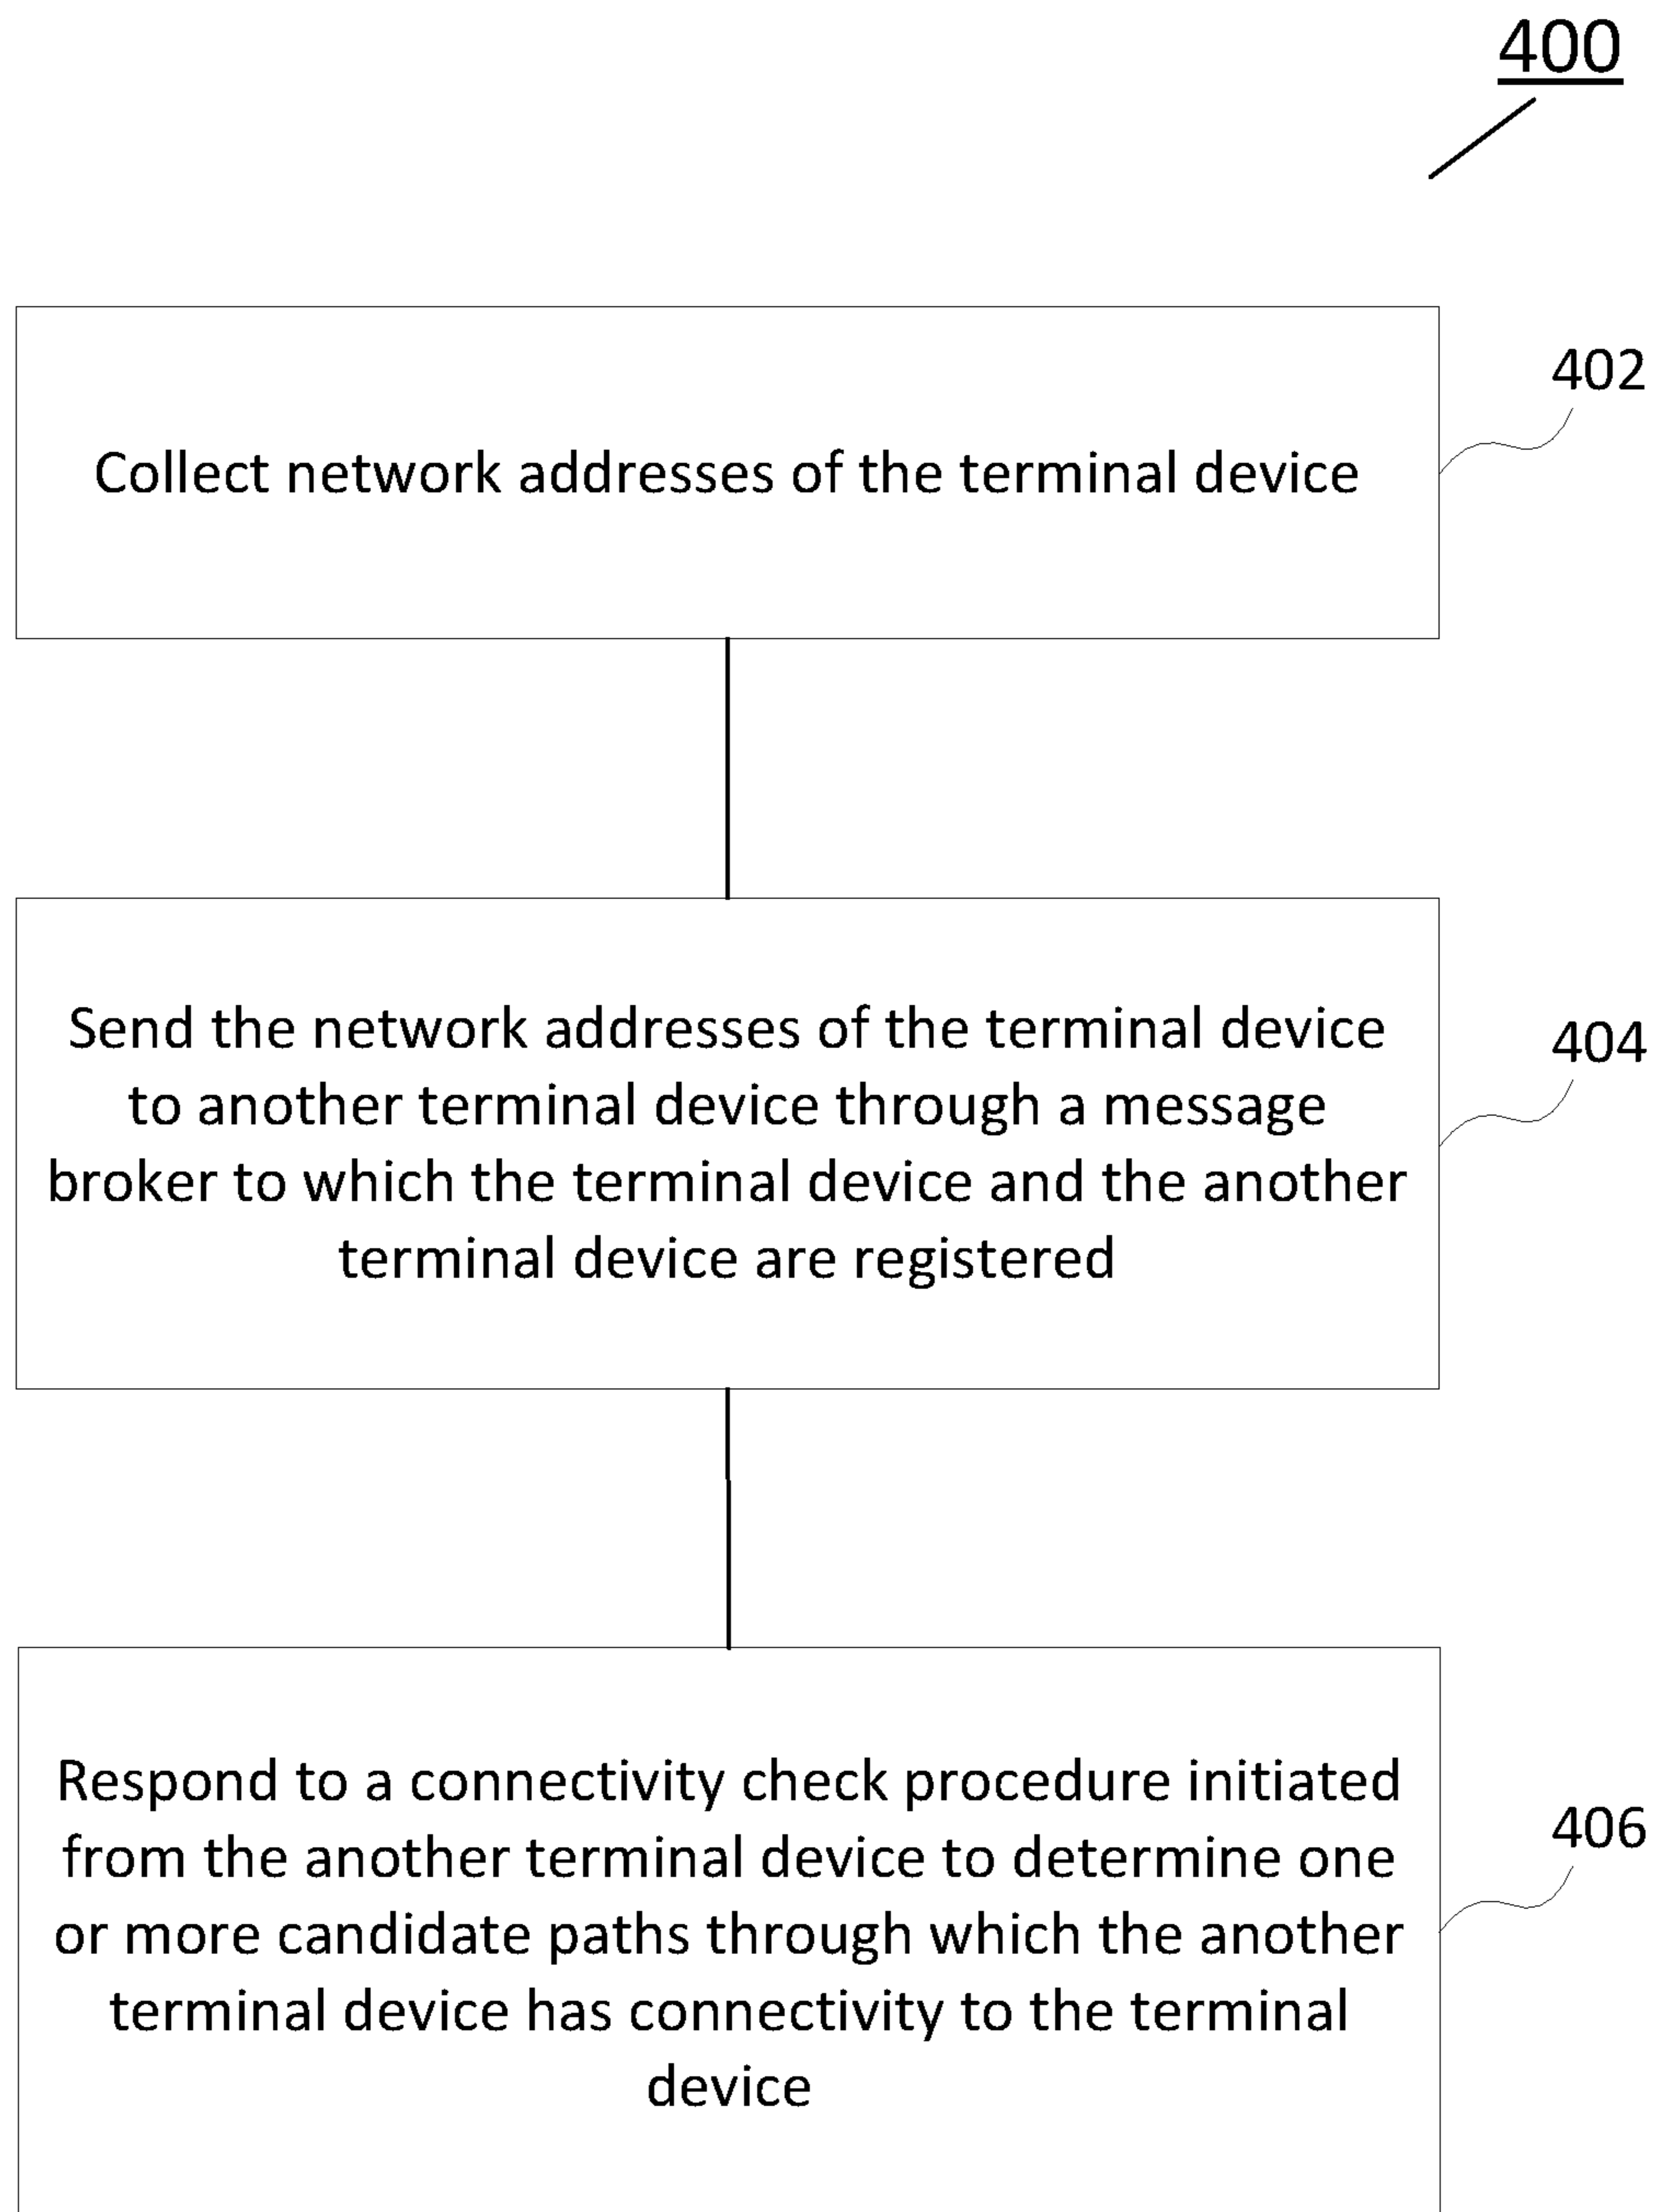 400
402
Collect network addresses of the terminal device
404
Send the network addresses of the terminal device
to another terminal device through a message
broker to which the terminal device and the another
terminal device are registered
406
Respond to a connectivity check procedure initiated
from the another terminal device to determine one
or more candidate paths through which the another
terminal device has connectivity to the terminal
device